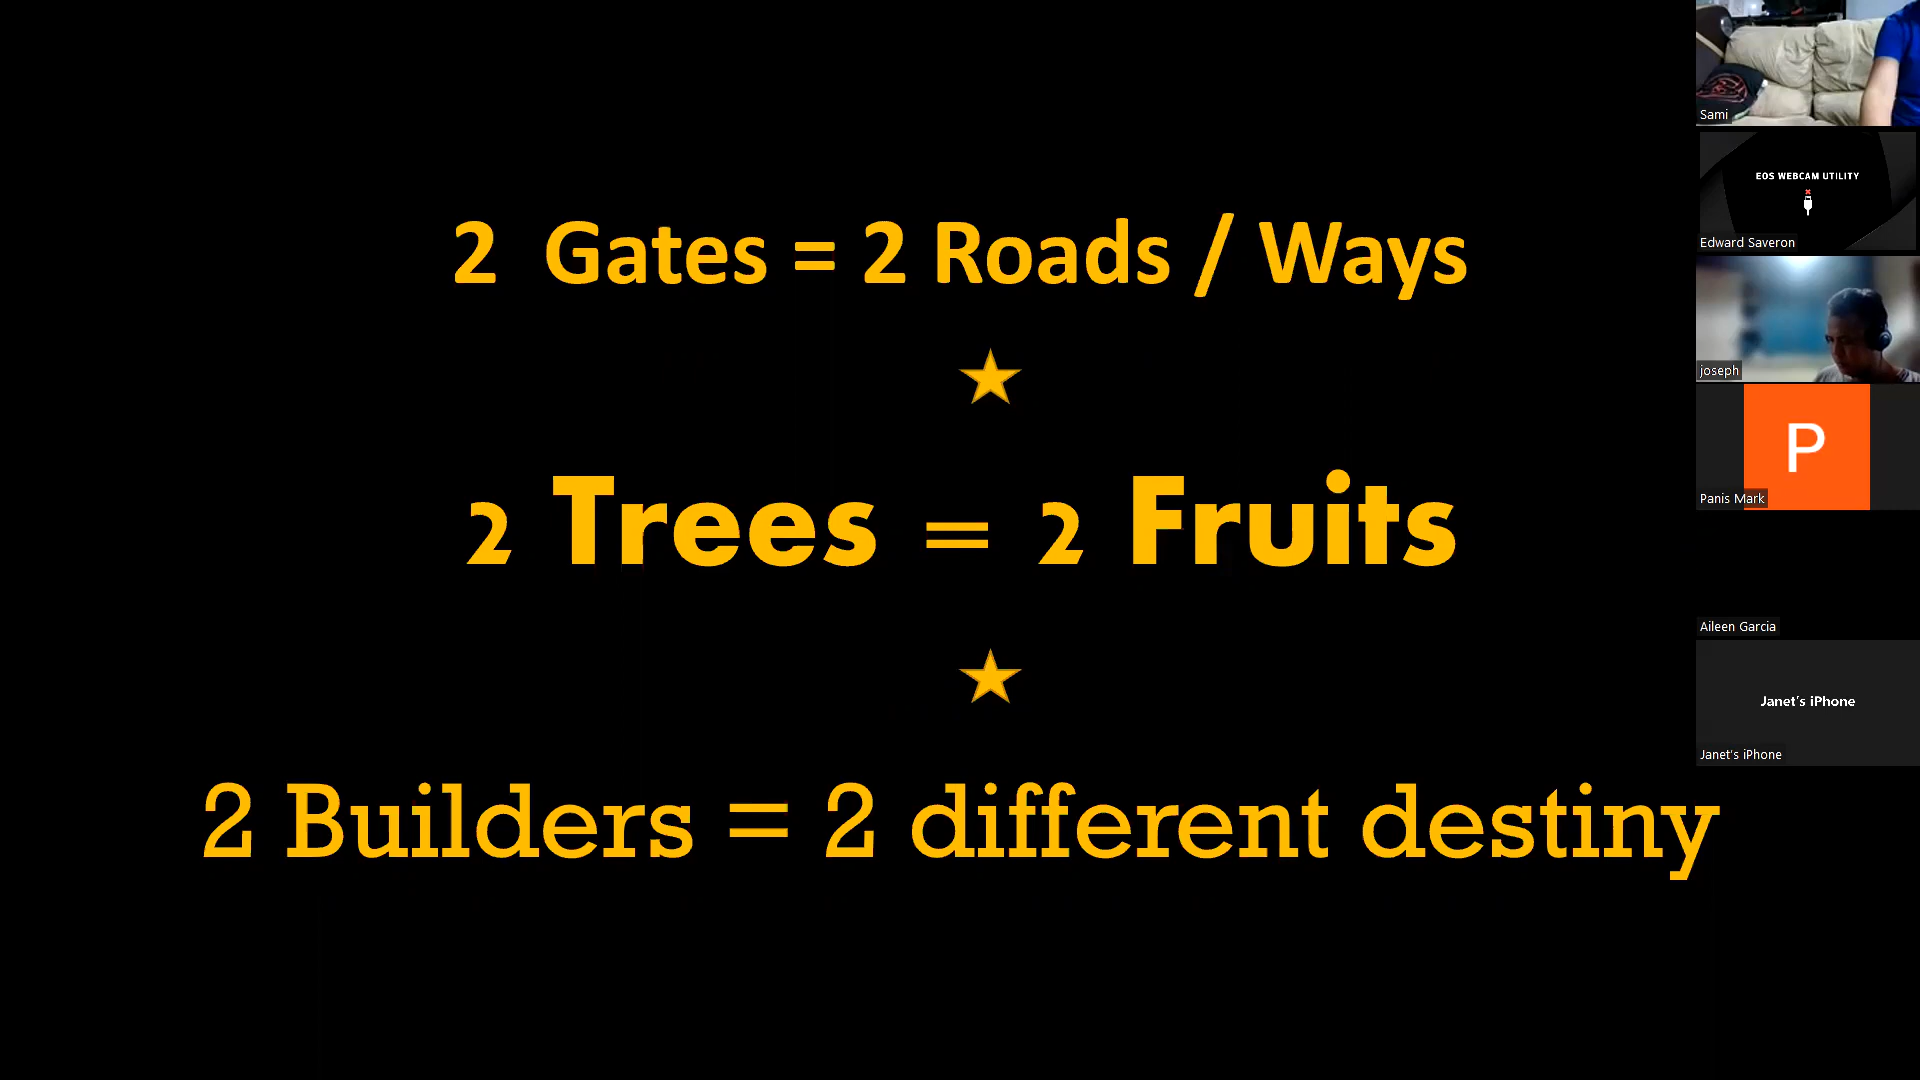 2 Gates = 2 Roads / Ways
2 Trees = 2 Fruits
2 Builders = 2 different destiny
Sami
EOS WEBCAM UTILITY
Edward Saveron
joseph
P
Panis Mark
Aileen Garcia
Janet's iPhone
Janet's iPhone